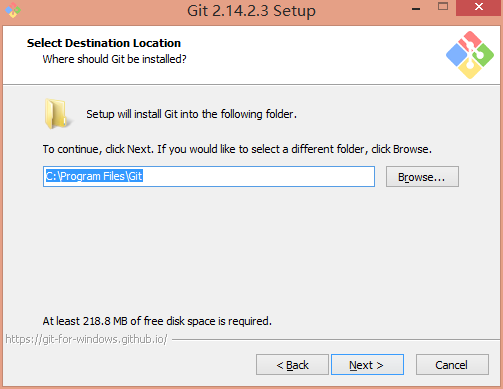 Git 2.14.2.3 Setup
Select Destination Location
Where should Git be installed?
Setup will install Git into the following folder.
To continue, click Next. If you would like to select a different folder, click Browse.
C:\Program Files\Git
Browse...
At least 218.8 MB of free disk space is required.
https://git-for-windows.github.io/
< Back
Next >
Cancel